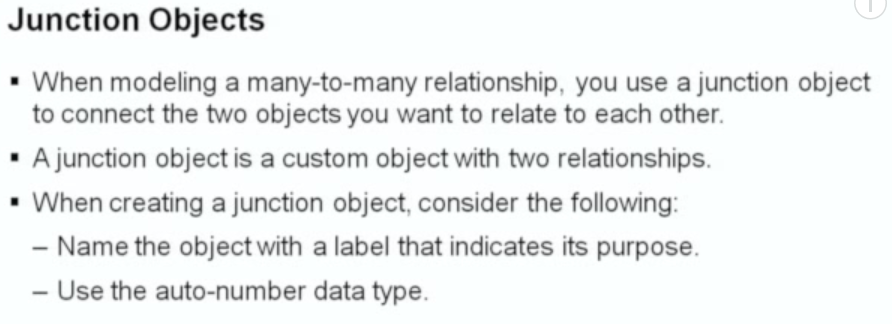 Junction Objects
▪ When modeling a many-to-many relationship, you use a junction object
to connect the two objects you want to relate to each other.
▪ A junction object is a custom object with two relationships.
▪ When creating a junction object, consider the following:
– Name the object with a label that indicates its purpose.
– Use the auto-number data type.